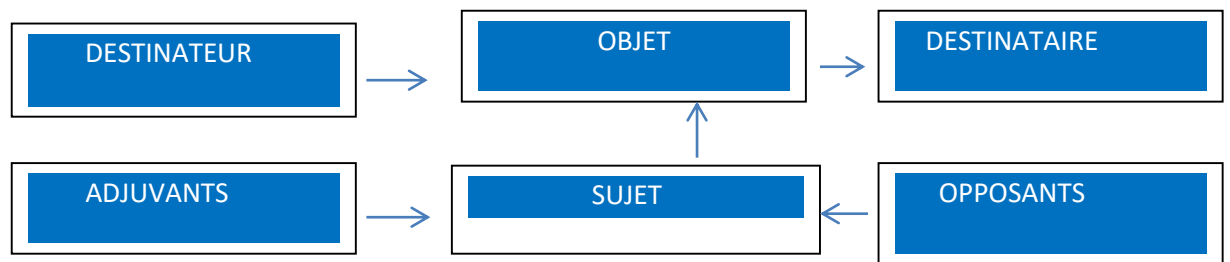 DESTINATEUR
OBJET
DESTINATAIRE
ADJUVANTS
SUJET
OPPOSANTS